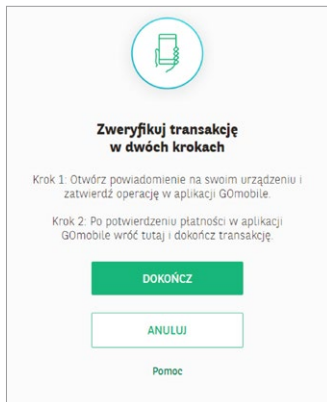 Zweryfikuj transakcję
w dwóch krokach
Krok 1: Otwórz powiadomienie na swoim urządzeniu i
zatwierdź operację w aplikacji GOmobile.
Krok 2: Po potwierdzeniu płatności w aplikacji
GOmobile wróć tutaj i dokończ transakcję.
DOKOŃCZ
ANULUJ
Pomoc